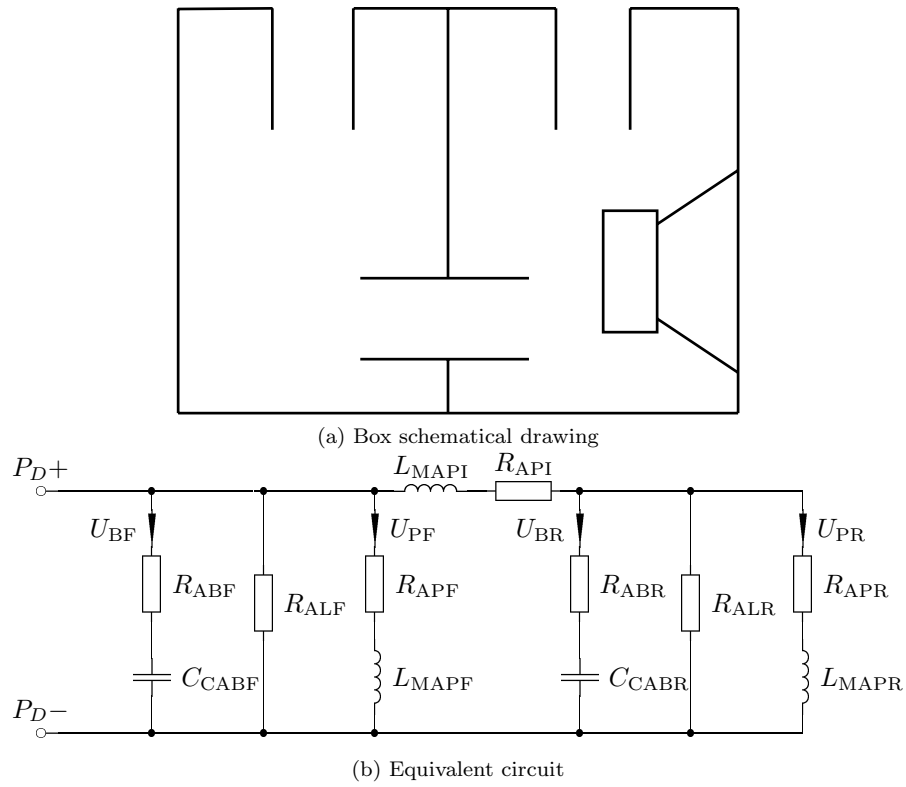 (a) Box schematical drawing
L_MAPI R_API
P_D+
U_BF U_PF U_BR U_PR
R_ABF R_ALF R_APF R_ABR R_ALR R_APR
C_CABF L_MAPF C_CABR L_MAPR
P_D−
(b) Equivalent circuit